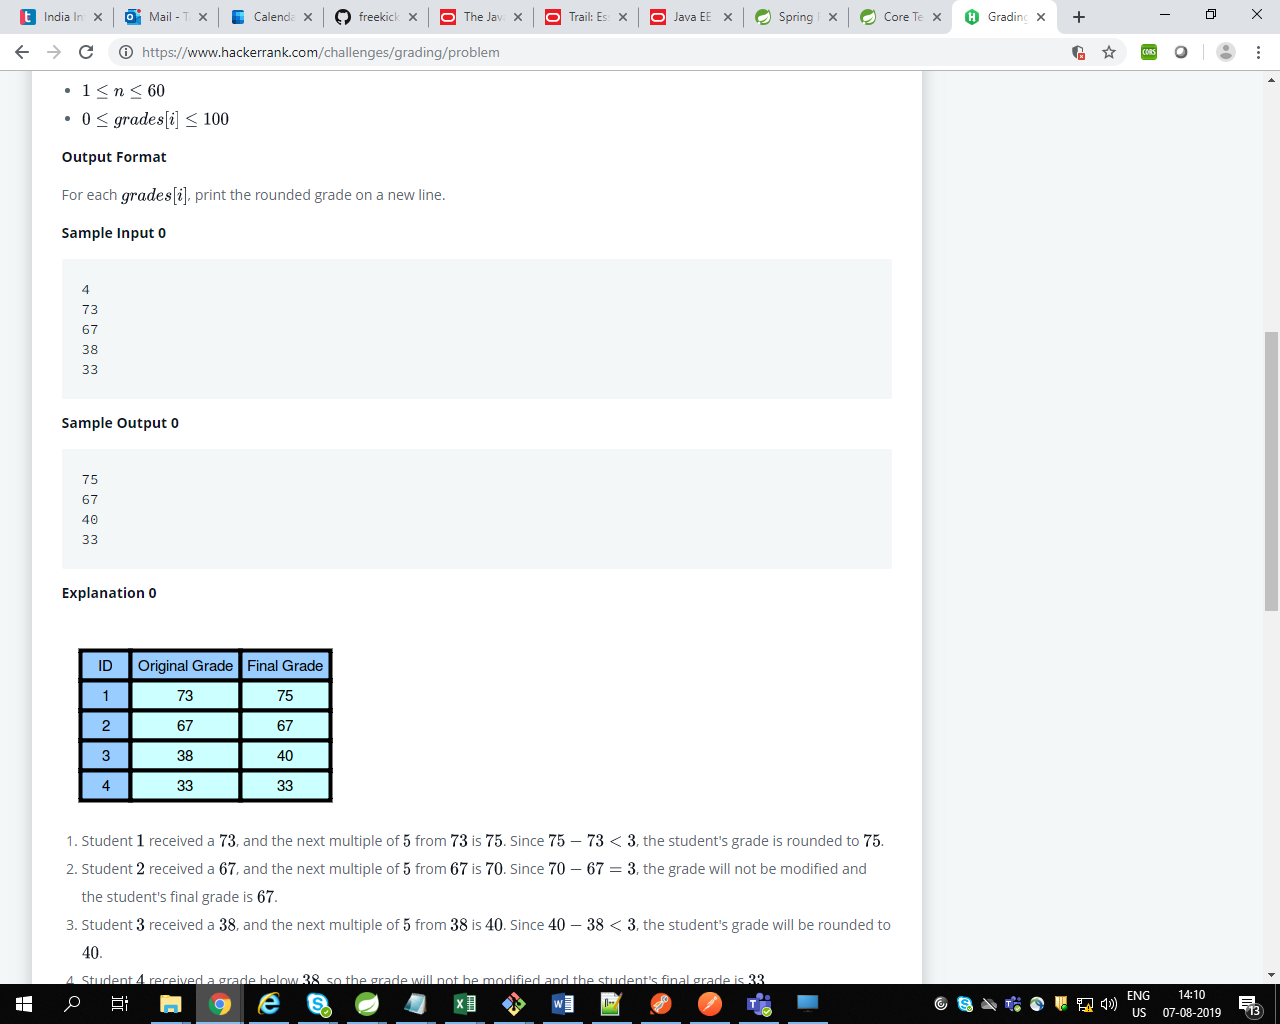 India In
Mail - T
Calenda
freekick
The Jav
Trail: Es
Java EE
Spring
Core Te
Grading
https://www.hackerrank.com/challenges/grading/problem
CORS
1 ≤ n ≤ 60
0 ≤ grades[i] ≤ 100
Output Format
For each grades[i], print the rounded grade on a new line.
Sample Input 0
4
73
67
38
33
Sample Output 0
75
67
40
33
Explanation 0
ID Original Grade Final Grade
1 73 75
2 67 67
3 38 40
4 33 33
1. Student 1 received a 73, and the next multiple of 5 from 73 is 75. Since 75 − 73 < 3, the student's grade is rounded to 75.
2. Student 2 received a 67, and the next multiple of 5 from 67 is 70. Since 70 − 67 = 3, the grade will not be modified and
the student's final grade is 67.
3. Student 3 received a 38, and the next multiple of 5 from 38 is 40. Since 40 − 38 < 3, the student's grade will be rounded to
40.
4. Student 4 received a grade below 38, so the grade will not be modified and the student's final grade is 33.
ENG
US
14:10
07-08-2019
13